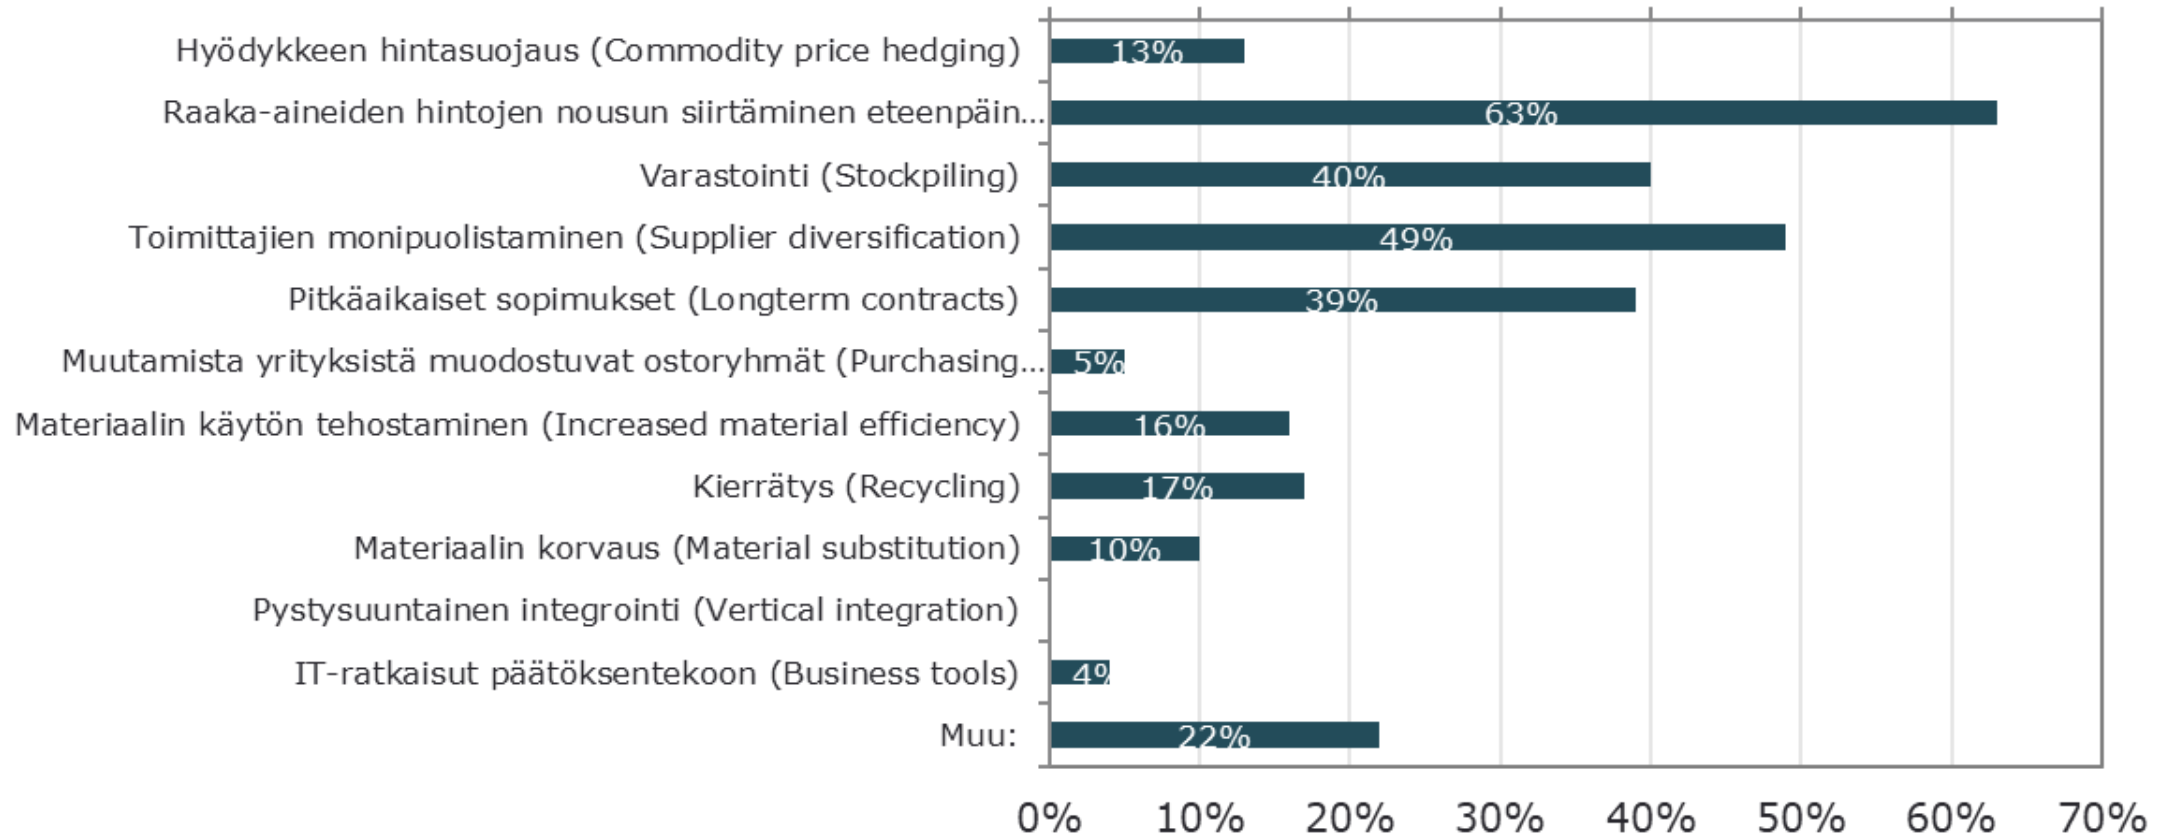 Hyödykkeen hintasuojaus (Commodity price hedging) 13%
Raaka-aineiden hintojen nousun siirtäminen eteenpäin... 63%
Varastointi (Stockpiling) 40%
Toimittajien monipuolistaminen (Supplier diversification) 49%
Pitkäaikaiset sopimukset (Longterm contracts) 39%
Muutamista yrityksistä muodostuvat ostoryhmät (Purchasing... 5%
Materiaalin käytön tehostaminen (Increased material efficiency) 16%
Kierrätys (Recycling) 17%
Materiaalin korvaus (Material substitution) 10%
Pystysuuntainen integrointi (Vertical integration)
IT-ratkaisut päätöksentekoon (Business tools) 4%
Muu: 22%
0% 10% 20% 30% 40% 50% 60% 70%